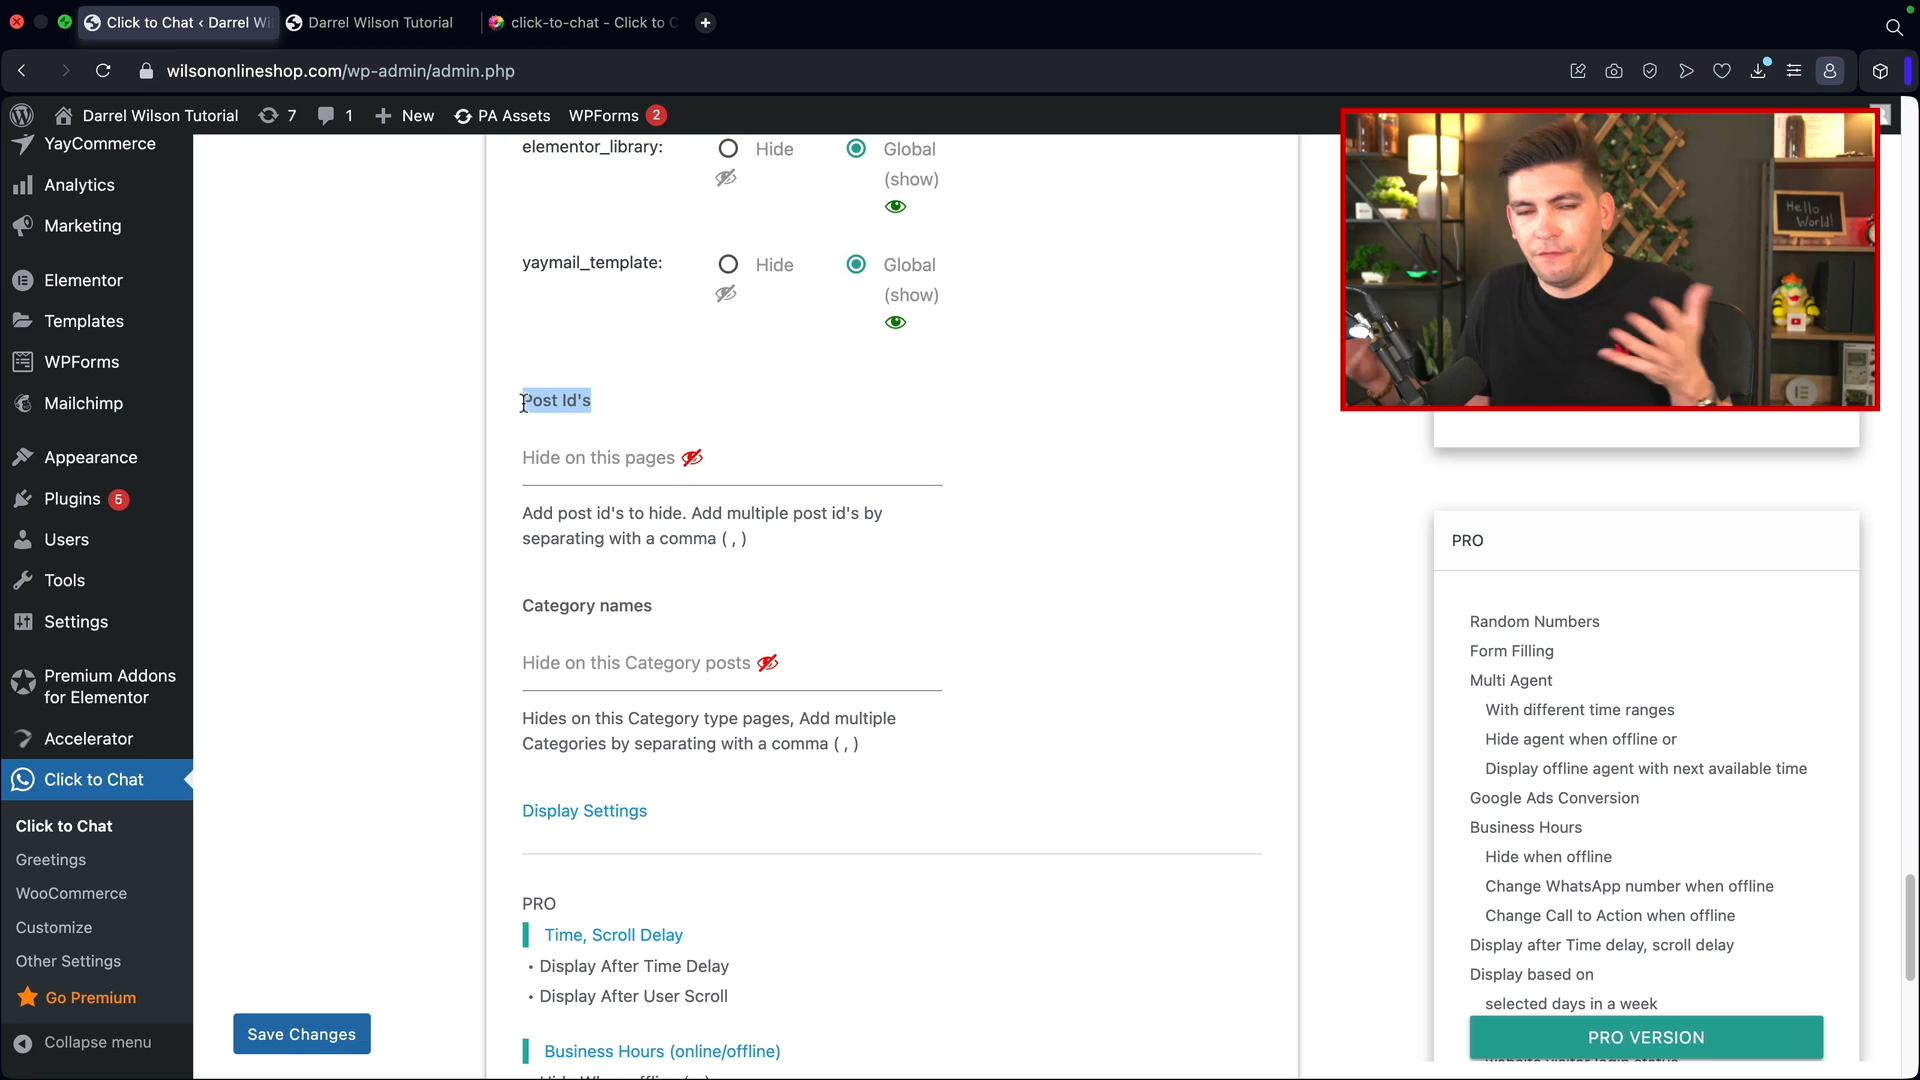 Click to Chat ‹ Darrel Wil
Darrel Wilson Tutorial
click-to-chat - Click to C
wilsononlineshop.com/wp-admin/admin.php
Darrel Wilson Tutorial
7
1
New
PA Assets
WPForms 2
YayCommerce
Analytics
Marketing
Elementor
Templates
WPForms
Mailchimp
Appearance
Plugins 5
Users
Tools
Settings
Premium Addons
for Elementor
Accelerator
Click to Chat
Click to Chat
Greetings
WooCommerce
Customize
Other Settings
Go Premium
Collapse menu
Save Changes
elementor_library:
Hide
Global
(show)
yaymail_template:
Hide
Global
(show)
Post Id's
Hide on this pages
Add post id's to hide. Add multiple post id's by
separating with a comma ( , )
Category names
Hide on this Category posts
Hides on this Category type pages, Add multiple
Categories by separating with a comma ( , )
Display Settings
PRO
Time, Scroll Delay
• Display After Time Delay
• Display After User Scroll
Business Hours (online/offline)
Hello
World!
PRO
Random Numbers
Form Filling
Multi Agent
With different time ranges
Hide agent when offline or
Display offline agent with next available time
Google Ads Conversion
Business Hours
Hide when offline
Change WhatsApp number when offline
Change Call to Action when offline
Display after Time delay, scroll delay
Display based on
selected days in a week
PRO VERSION